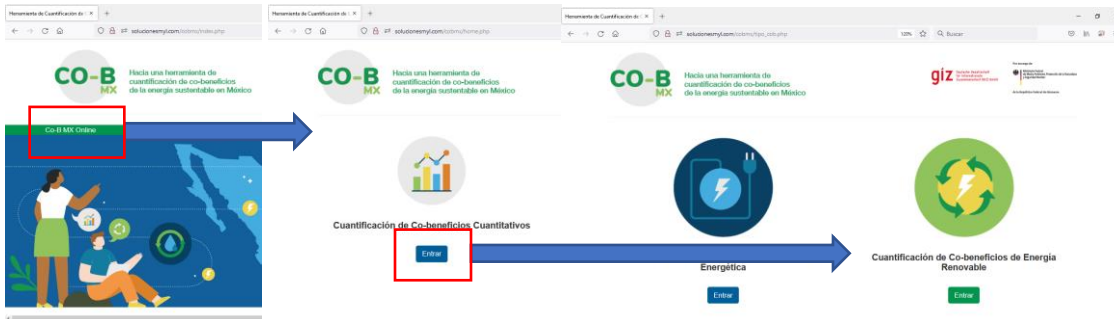 Herramienta de Cuantificación de
soluciones­myl.com/cobmx/index.php
CO-B
MX
Hacia una herramienta de
cuantificación de co-beneficios
de la energía sustentable en México
Co-B MX Online
Herramienta de Cuantificación de
solucionesmyl.com/cobmx/home.php
CO-B
MX
Hacia una herramienta de
cuantificación de co-beneficios
de la energía sustentable en México
Cuantificación de Co-beneficios Cuantitativos
Entrar
Herramienta de Cuantificación de
solucionesmyl.com/cobmx/tipo_cob.php
120%
Buscar
CO-B
MX
Hacia una herramienta de
cuantificación de co-beneficios
de la energía sustentable en México
giz
Energética
Entrar
Cuantificación de Co-beneficios de Energía
Renovable
Entrar